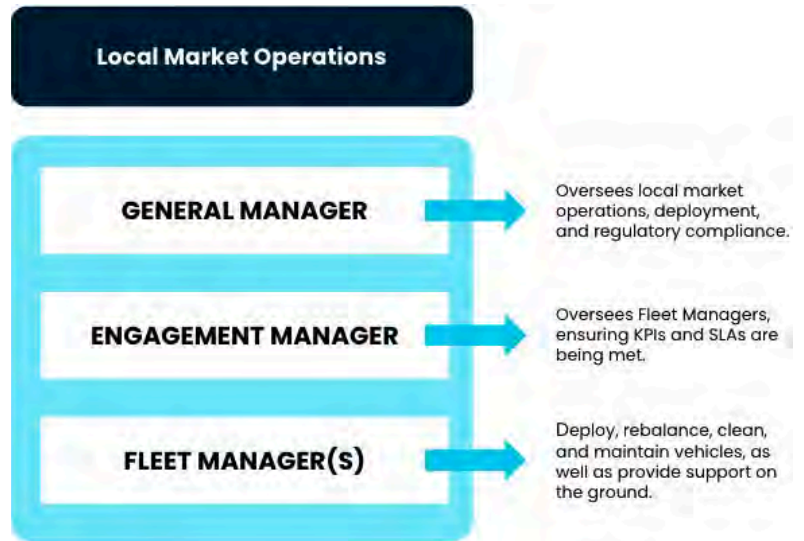 Local Market Operations
GENERAL MANAGER
Oversees local market
operations, deployment,
and regulatory compliance.
ENGAGEMENT MANAGER
Oversees Fleet Managers,
ensuring KPIs and SLAs are
being met.
FLEET MANAGER(S)
Deploy, rebalance, clean,
and maintain vehicles, as
well as provide support on
the ground.